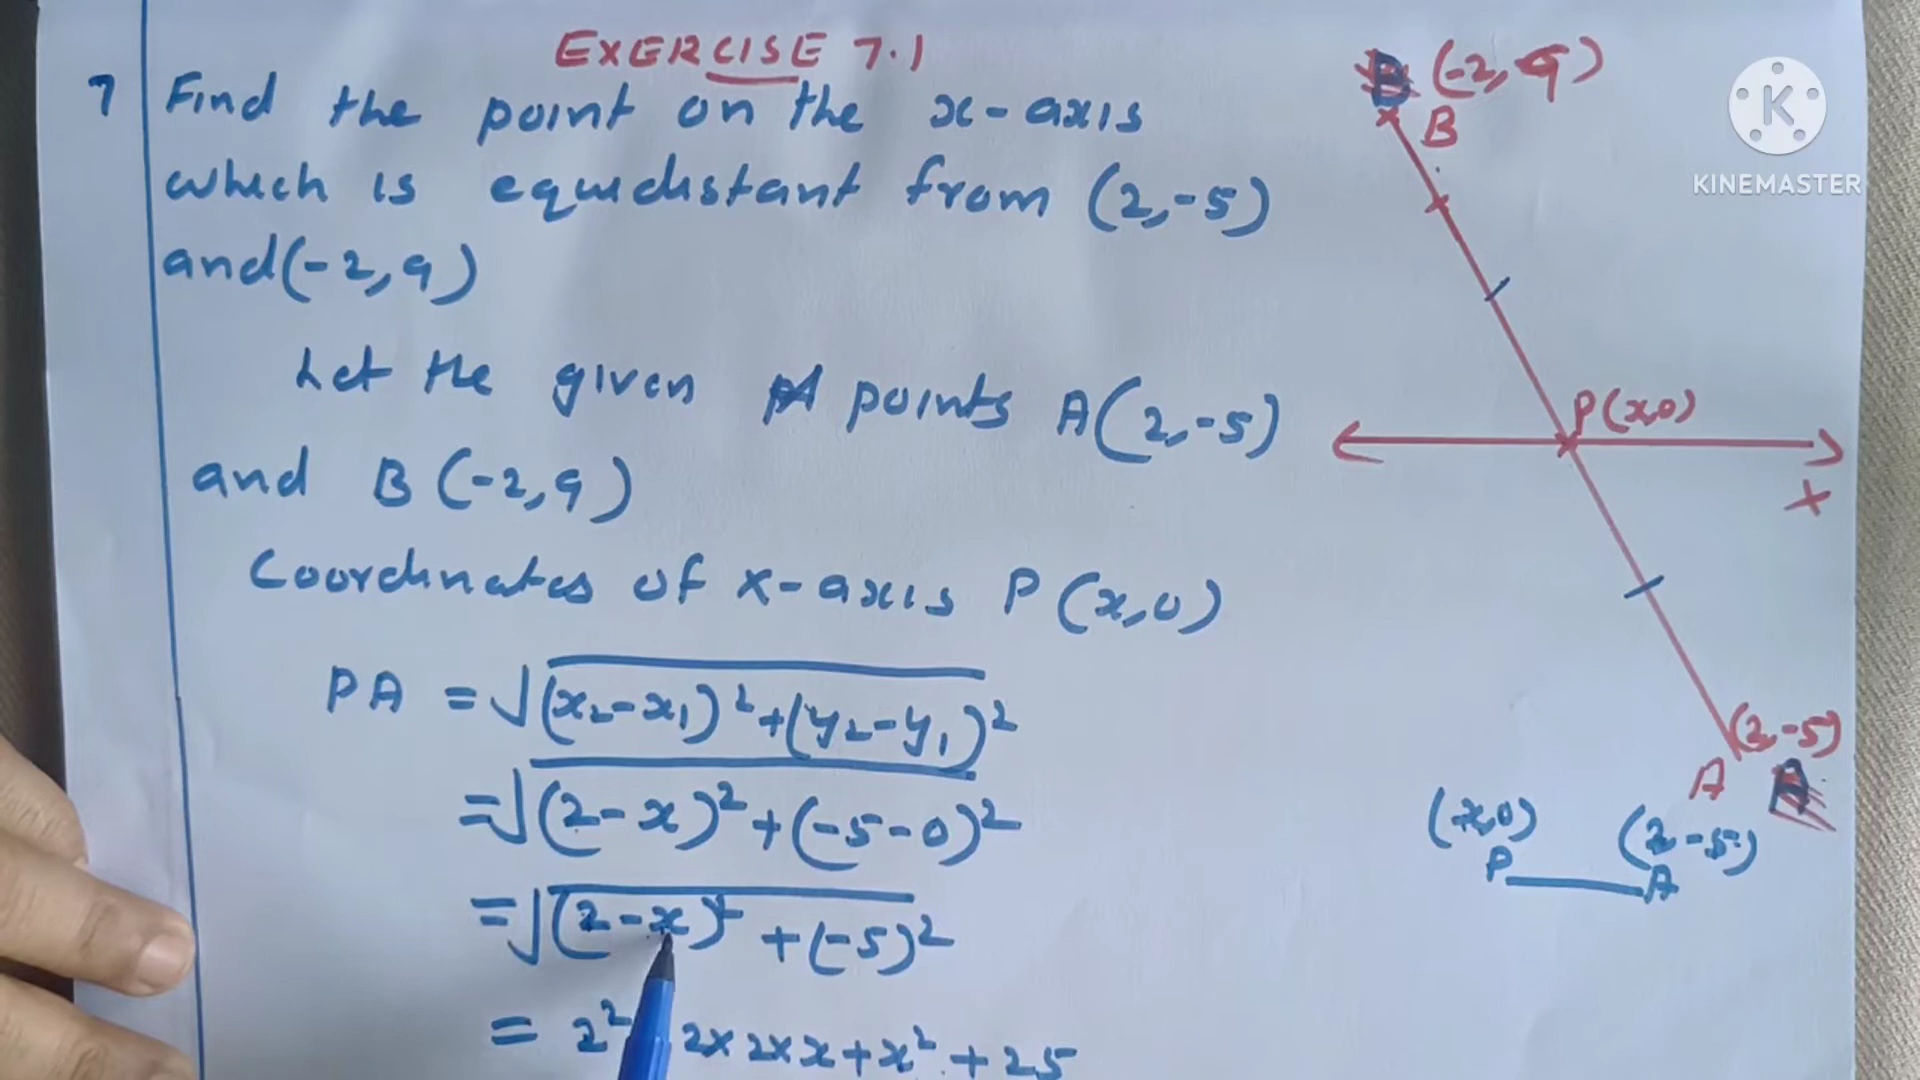 EXERCISE 7.1
7 Find the point on the x-axis
which is equidistant from (2,-5)
and (-2, 9)
Let the given points A(2,-5)
and B (-2, 9)
Coordinates of x-axis P (x, 0)
PA = √(x₂-x₁)² + (y₂-y₁)²
= √(2-x)² + (-5-0)²
= √(2-x)² + (-5)²
= 2² 2x2xx + x² + 25
B (-2, 9)
B
P(x,0)
X
(2,-5)
A A
(x,0) (2 -5)
P A
K
KINEMASTER